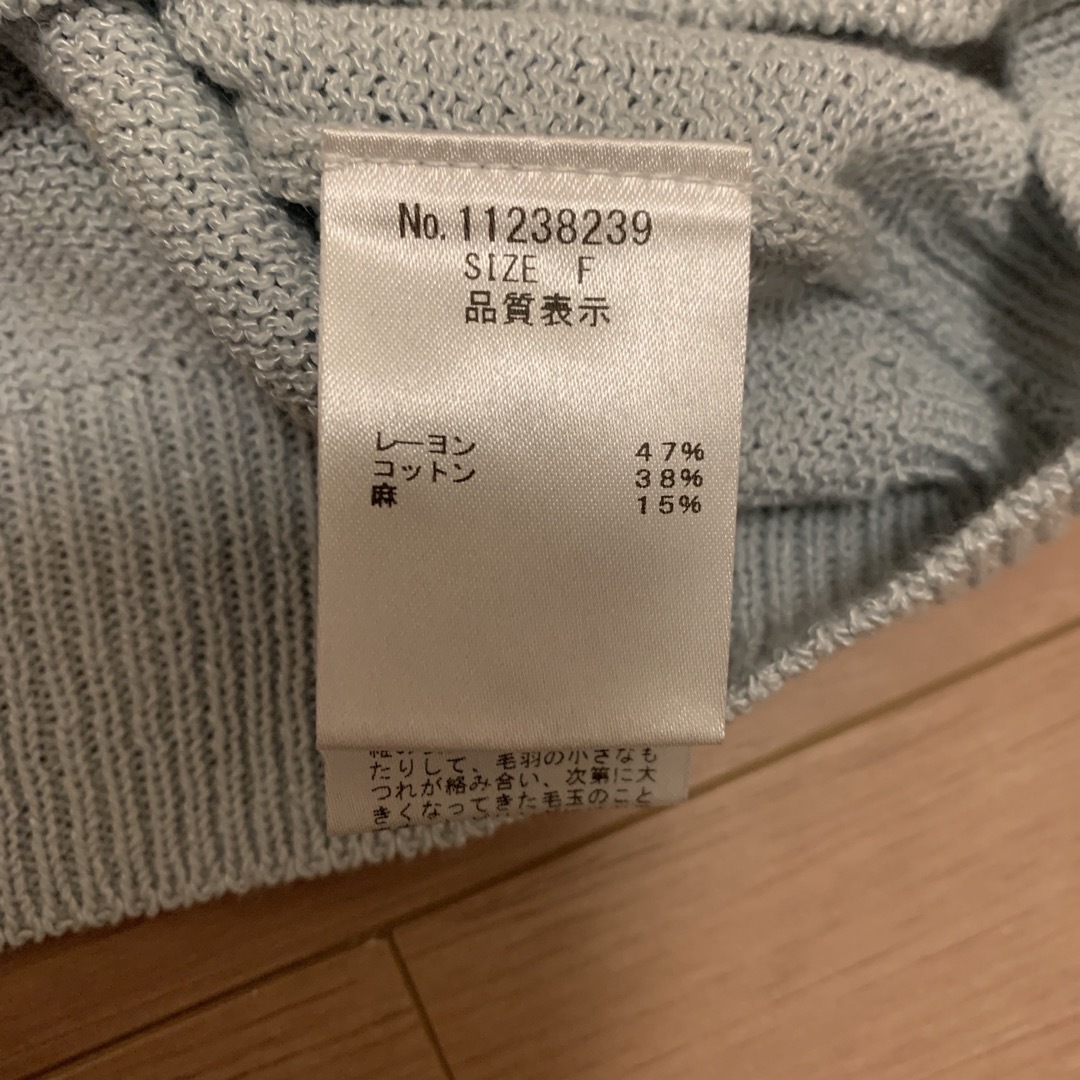 No.11238239
SIZE F
品質表示
レーヨン 47%
コットン 38%
麻 15%
たりして、毛羽の小さなも
つれが絡み合い、次第に大
きくなってきた毛玉のこと